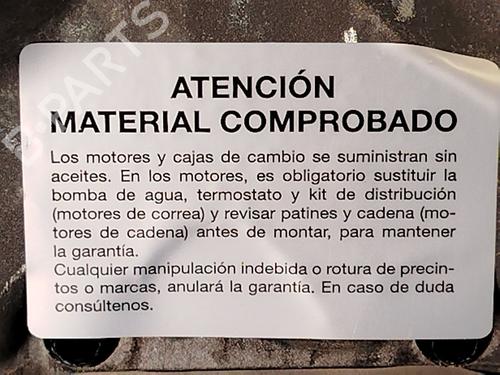 B-PARTS
ATENCIÓN
MATERIAL COMPROBADO
Los motores y cajas de cambio se suministran sin
aceites. En los motores, es obligatorio sustituir la
bomba de agua, termostato y kit de distribución
(motores de correa) y revisar patines y cadena (mo-
tores de cadena) antes de montar, para mantener
la garantía.
Cualquier manipulación indebida o rotura de precin-
tos o marcas, anulará la garantía. En caso de duda
consúltenos.